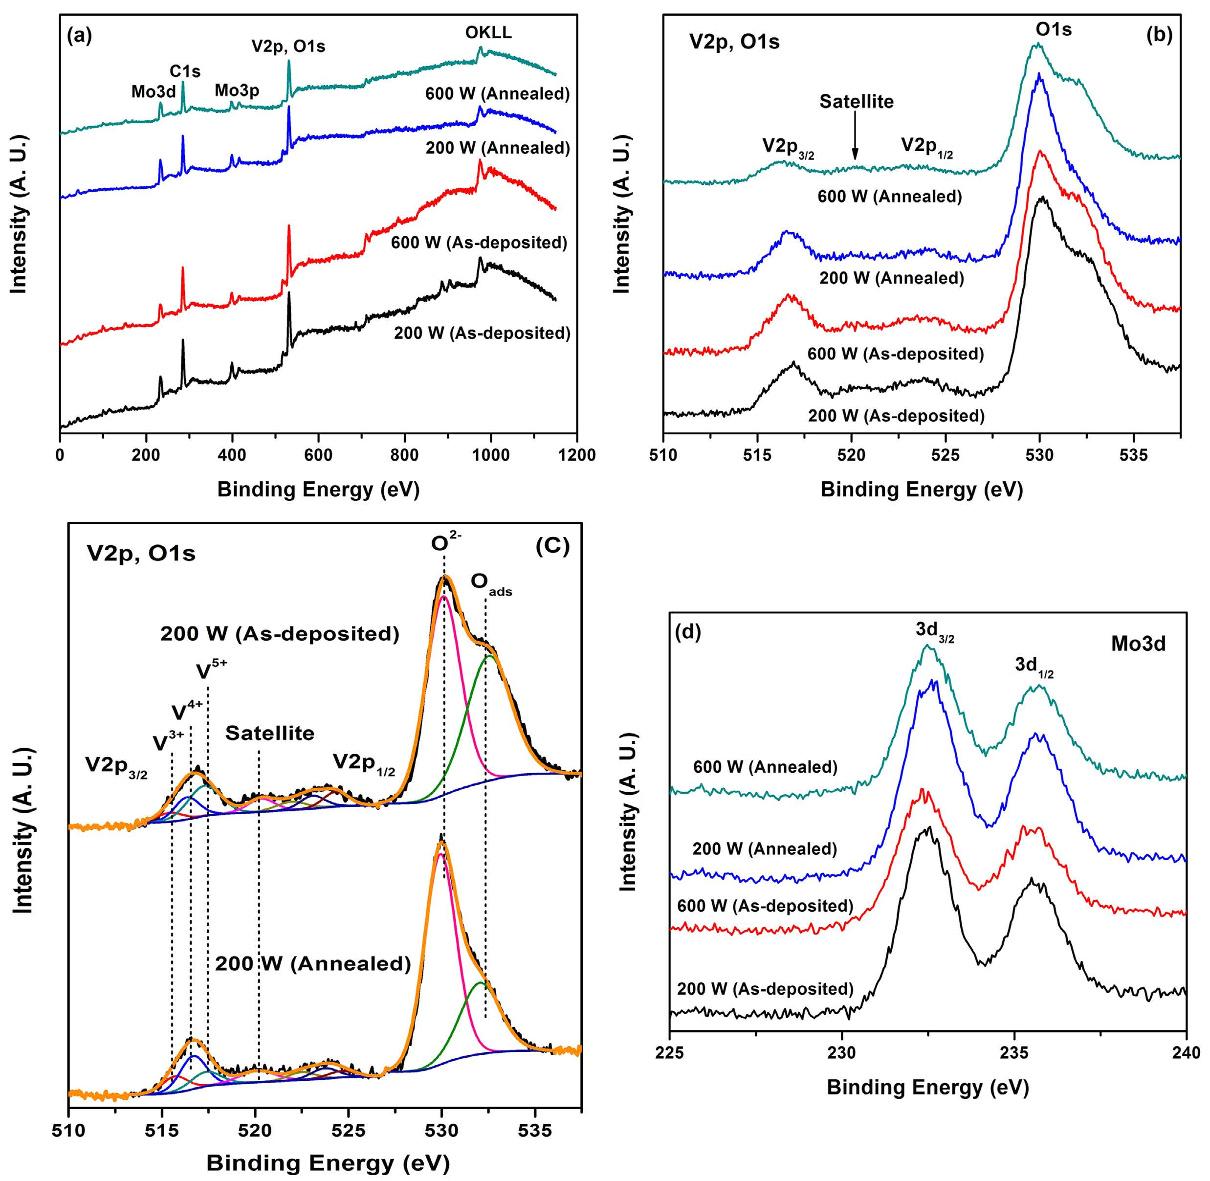 (a)
OKLL
V2p, O1s
C1s
Mo3d
Mo3p
600 W (Annealed)
200 W (Annealed)
600 W (As-deposited)
200 W (As-deposited)
Intensity (A. U.)
0 200 400 600 800 1000 1200
Binding Energy (eV)
V2p, O1s
O1s
(b)
Satellite
V2p3/2
V2p1/2
600 W (Annealed)
200 W (Annealed)
600 W (As-deposited)
200 W (As-deposited)
Intensity (A. U.)
510 515 520 525 530 535
Binding Energy (eV)
V2p, O1s
O2-
(C)
Oads
200 W (As-deposited)
V5+
V4+
V3+
Satellite
V2p3/2
V2p1/2
200 W (Annealed)
Intensity (A. U.)
510 515 520 525 530 535
Binding Energy (eV)
(d)
3d3/2
Mo3d
3d1/2
600 W (Annealed)
200 W (Annealed)
600 W (As-deposited)
200 W (As-deposited)
Intensity (A. U.)
225 230 235 240
Binding Energy (eV)